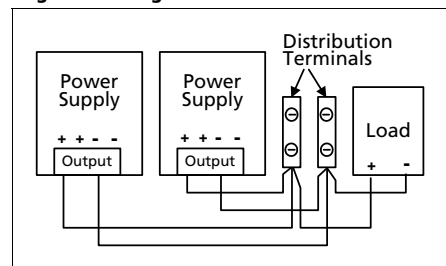 Distribution
Terminals
Power
Supply
+ + - -
Output
Power
Supply
+ + - -
Output
Load
+ -